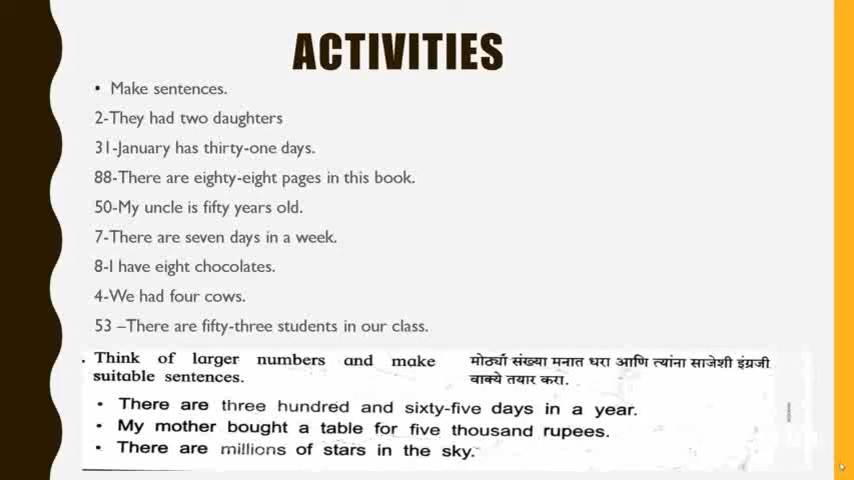 ACTIVITIES
• Make sentences.
2-They had two daughters
31-January has thirty-one days.
88-There are eighty-eight pages in this book.
50-My uncle is fifty years old.
7-There are seven days in a week.
8-I have eight chocolates.
4-We had four cows.
53 –There are fifty-three students in our class.
. Think of larger numbers and make
suitable sentences.
मोठ्या संख्या मनात धरा आणि त्यांना साजेशी इंग्रजी
वाक्ये तयार करा.
• There are three hundred and sixty-five days in a year.
• My mother bought a table for five thousand rupees.
• There are millions of stars in the sky.